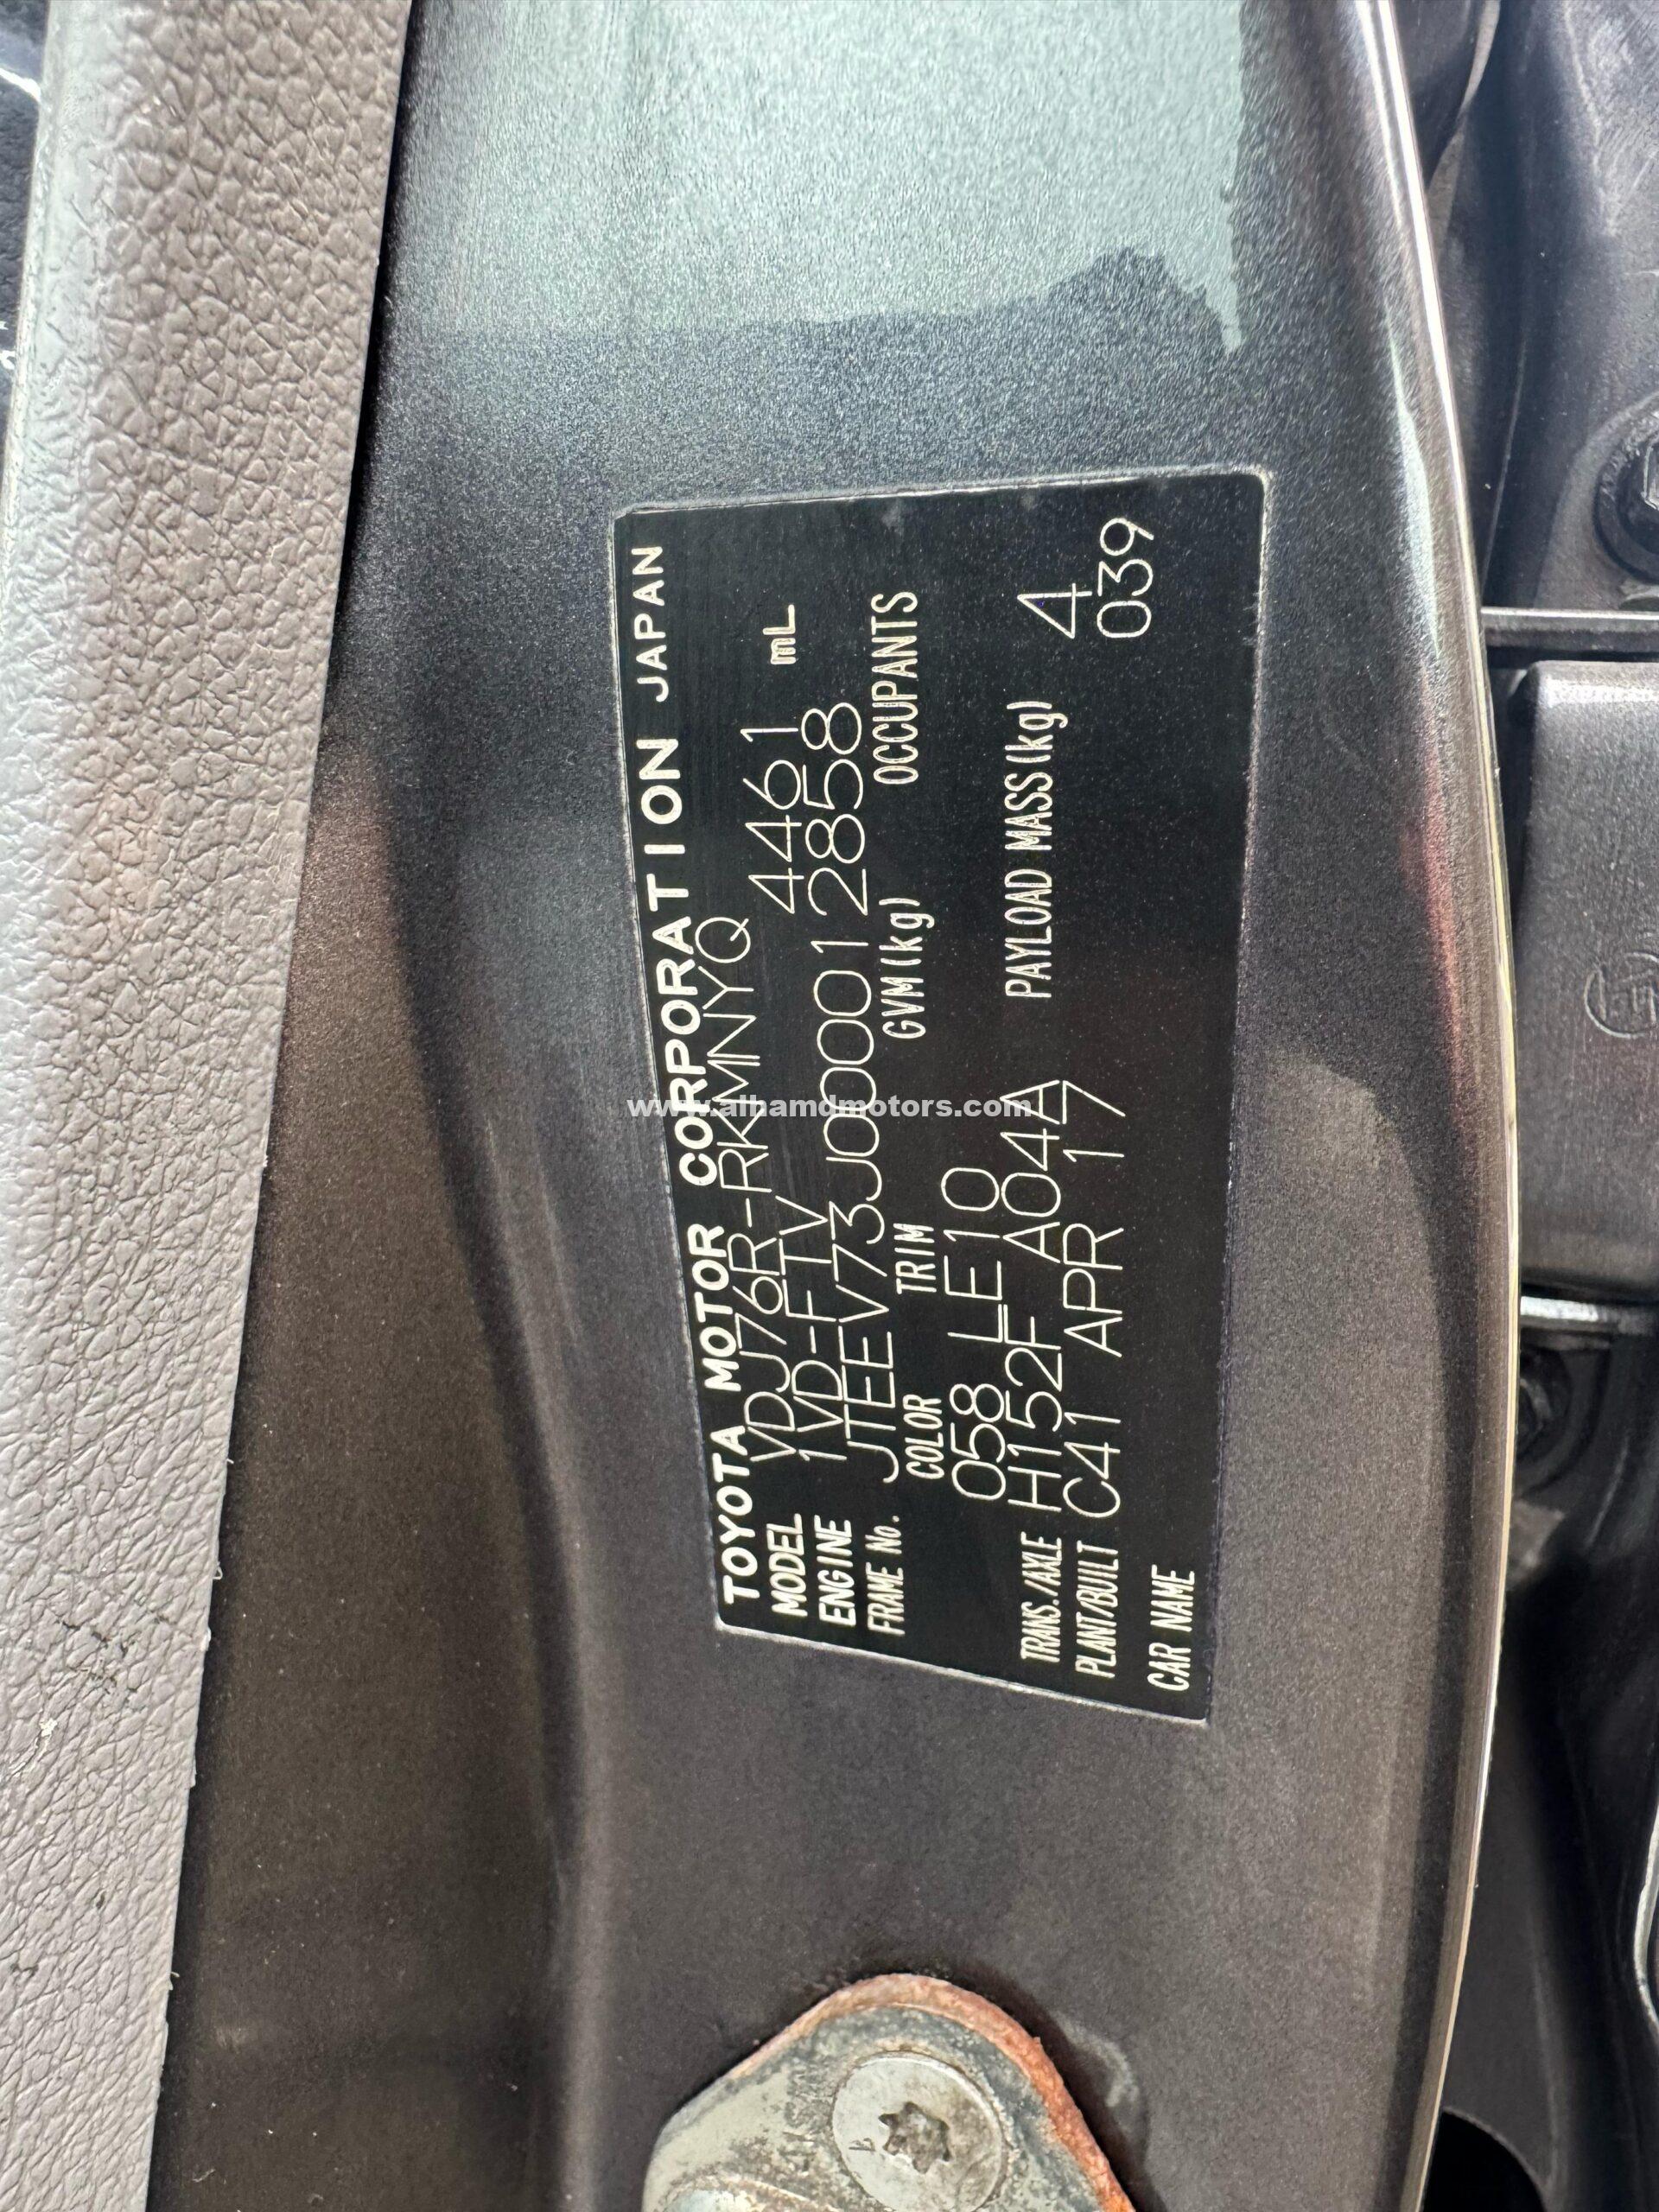 TOYOTA MOTOR CORPORATION JAPAN
MODEL VDJ76R-RKMNYQ
ENGINE 1VD-FTV 4461 mL
FRAME No. JTEEV73J000012858
COLOR TRIM GVM(kg) OCCUPANTS
058 LE10
TRANS./AXLE H152F A04A PAYLOAD MASS(kg) 4
PLANT/BUILT C41 APR 17 039
CAR NAME
www.alhamdmotors.com